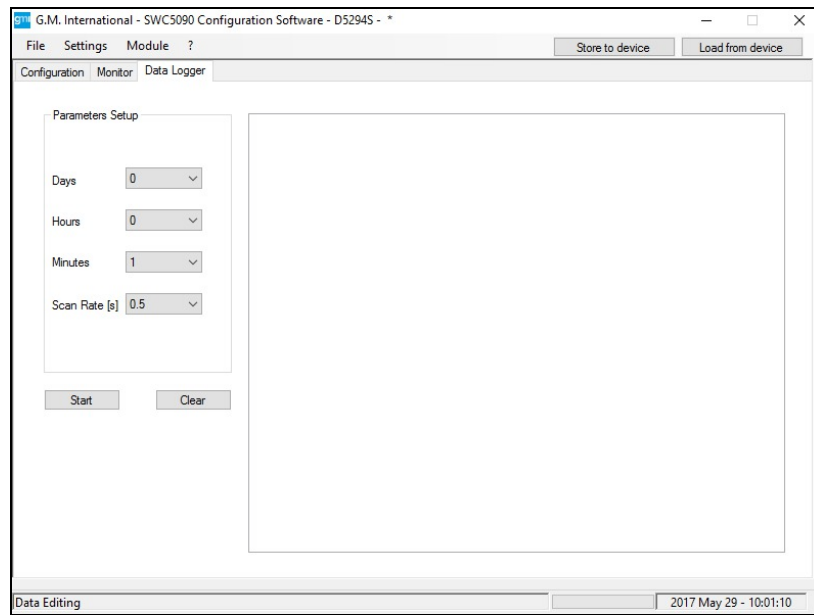 gmi G.M. International - SWC5090 Configuration Software - D5294S - *
File Settings Module ? Store to device Load from device
Configuration Monitor Data Logger
Parameters Setup
Days 0
Hours 0
Minutes 1
Scan Rate [s] 0.5
Start Clear
Data Editing 2017 May 29 - 10:01:10